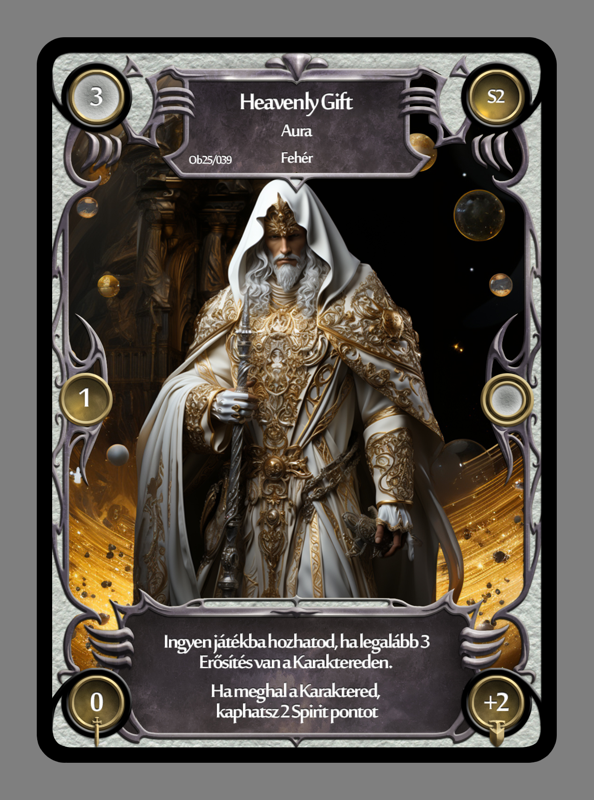 3
Heavenly Gift
S2
Aura
Ob25/039
Fehér
1
Ingyen játékba hozhatod, ha legalább 3
Erősítés van a Karaktereden.
Ha meghal a Karaktered,
kaphatsz 2 Spirit pontot
0
+2